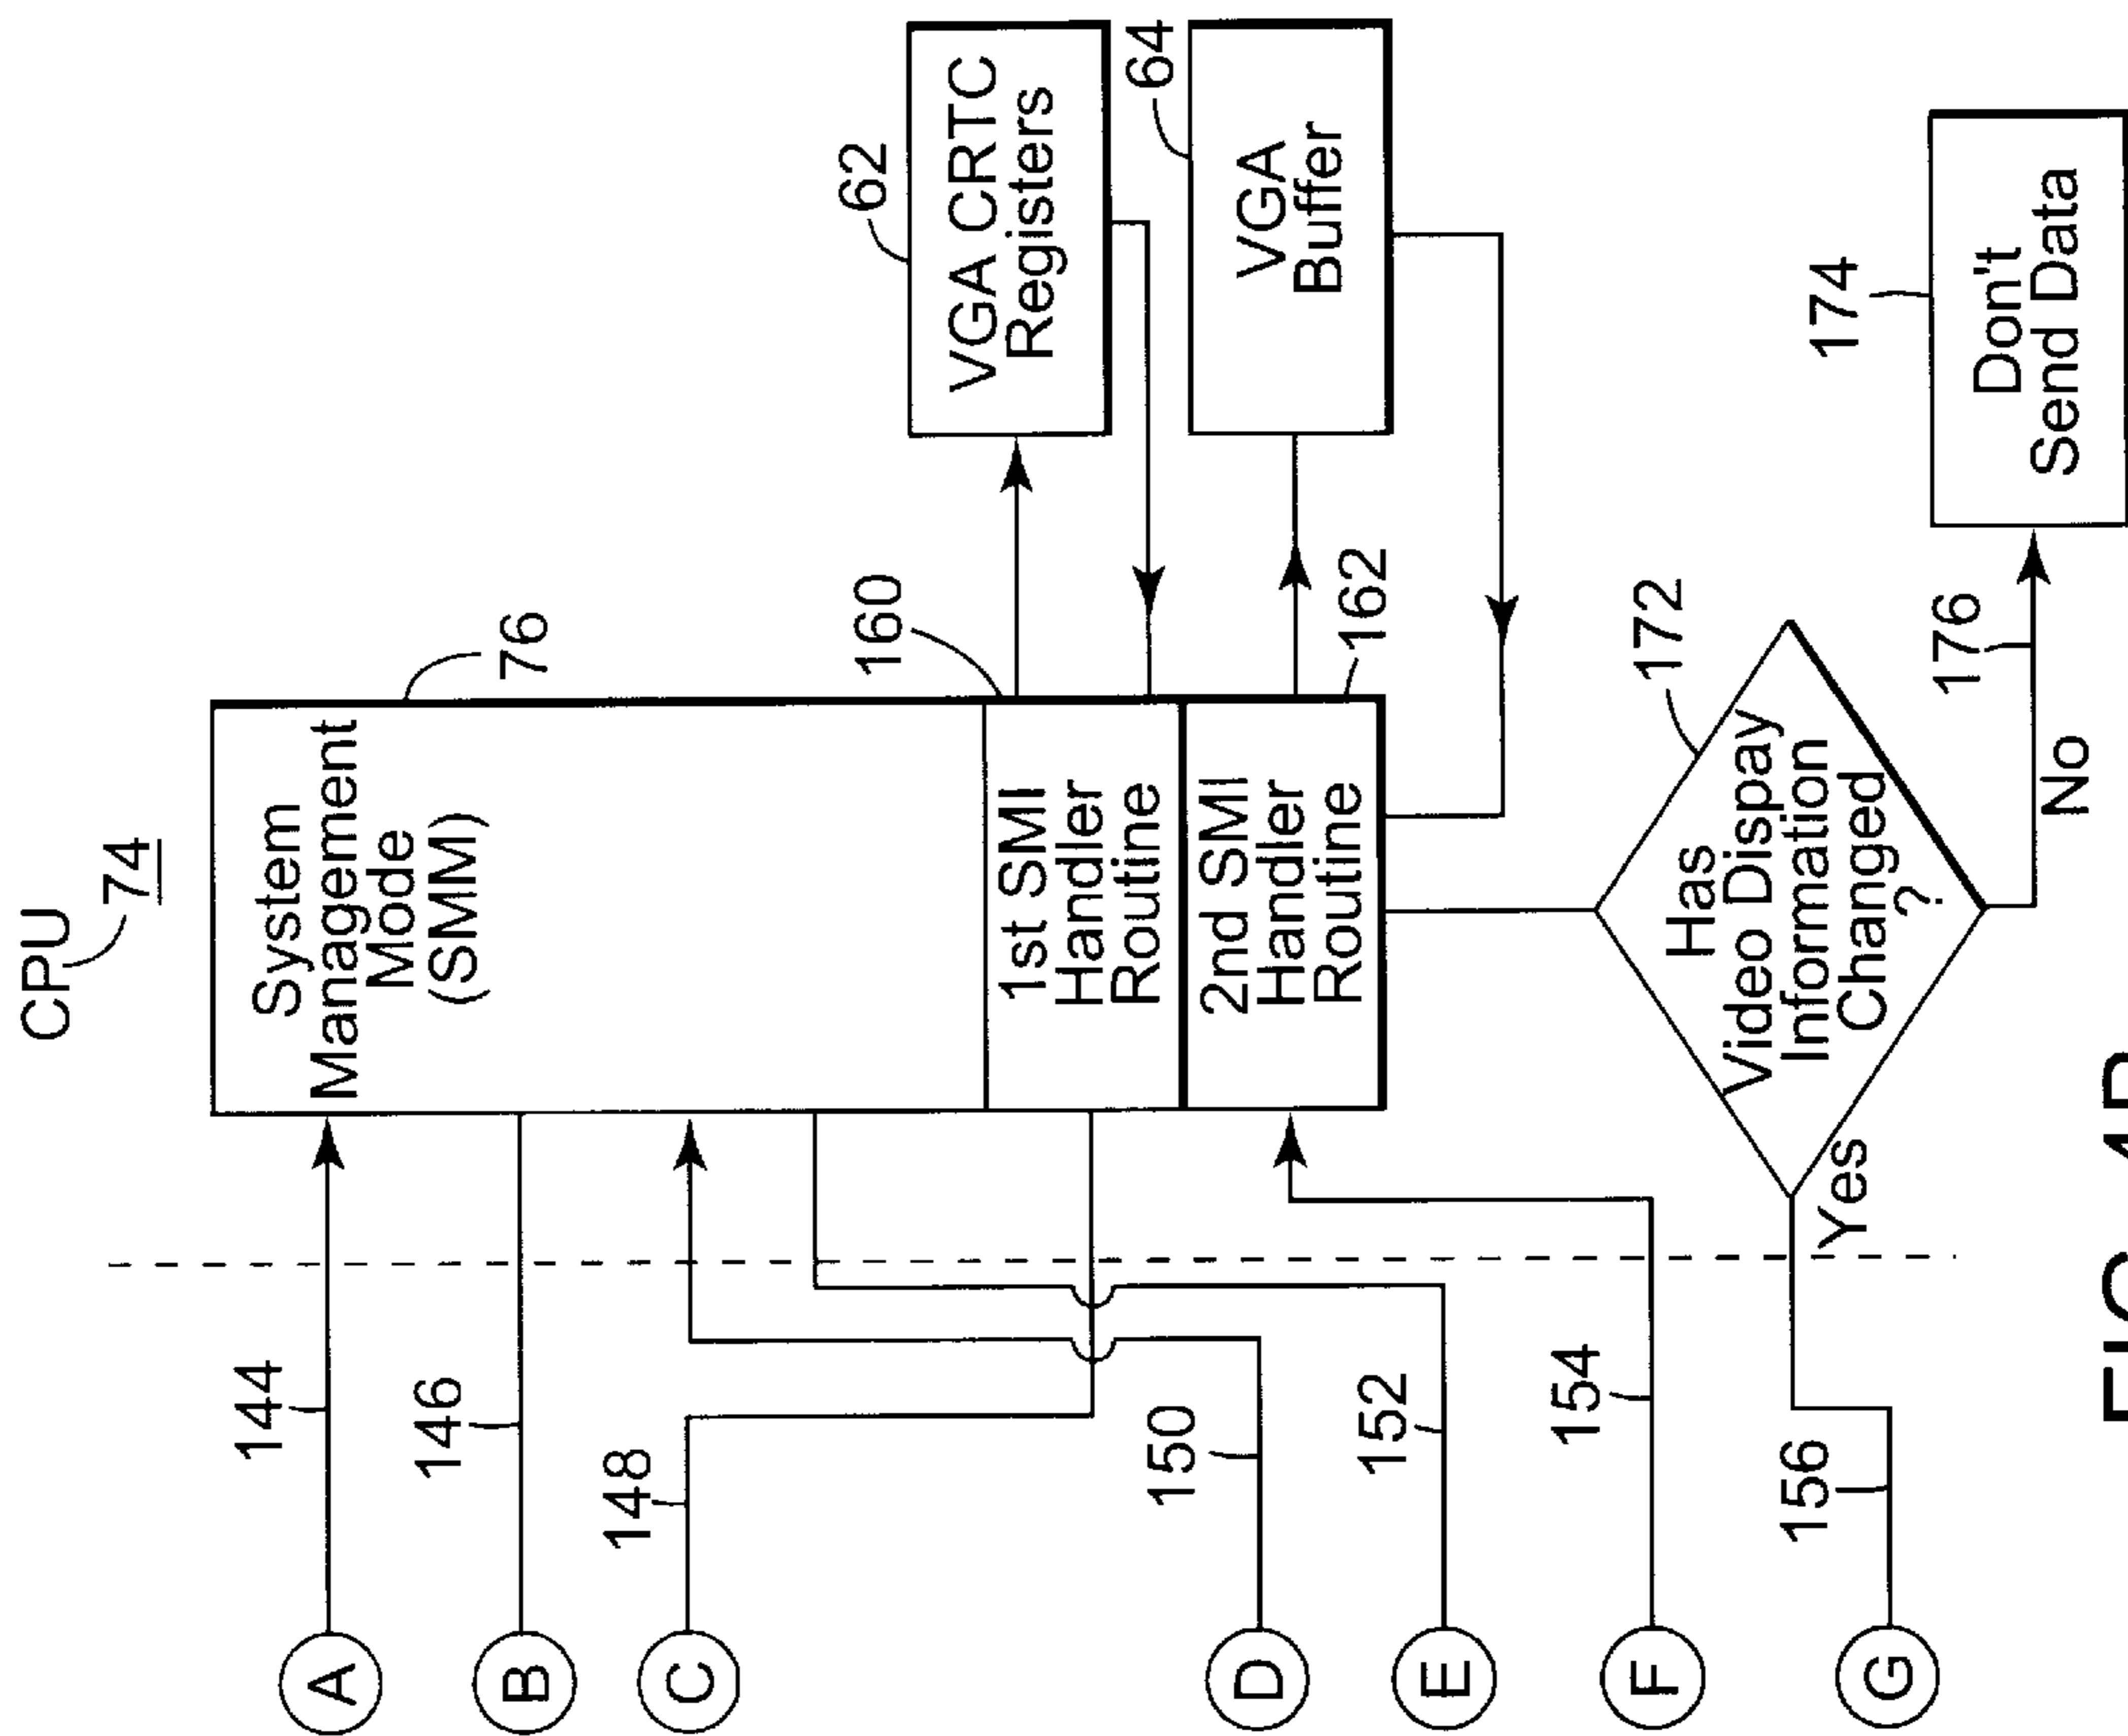 CPU
74
A
144
B
146
C
148
D
150
E
152
F
154
G
156
System
Management
Mode
(SMM)
76
1st SMI
Handler
Routine
160
2nd SMI
Handler
Routine
162
VGA CRTC
Registers
62
VGA
Buffer
64
Has
Video Dispay
Information
Changed
?
172
Yes
No
176
Don't
Send Data
174